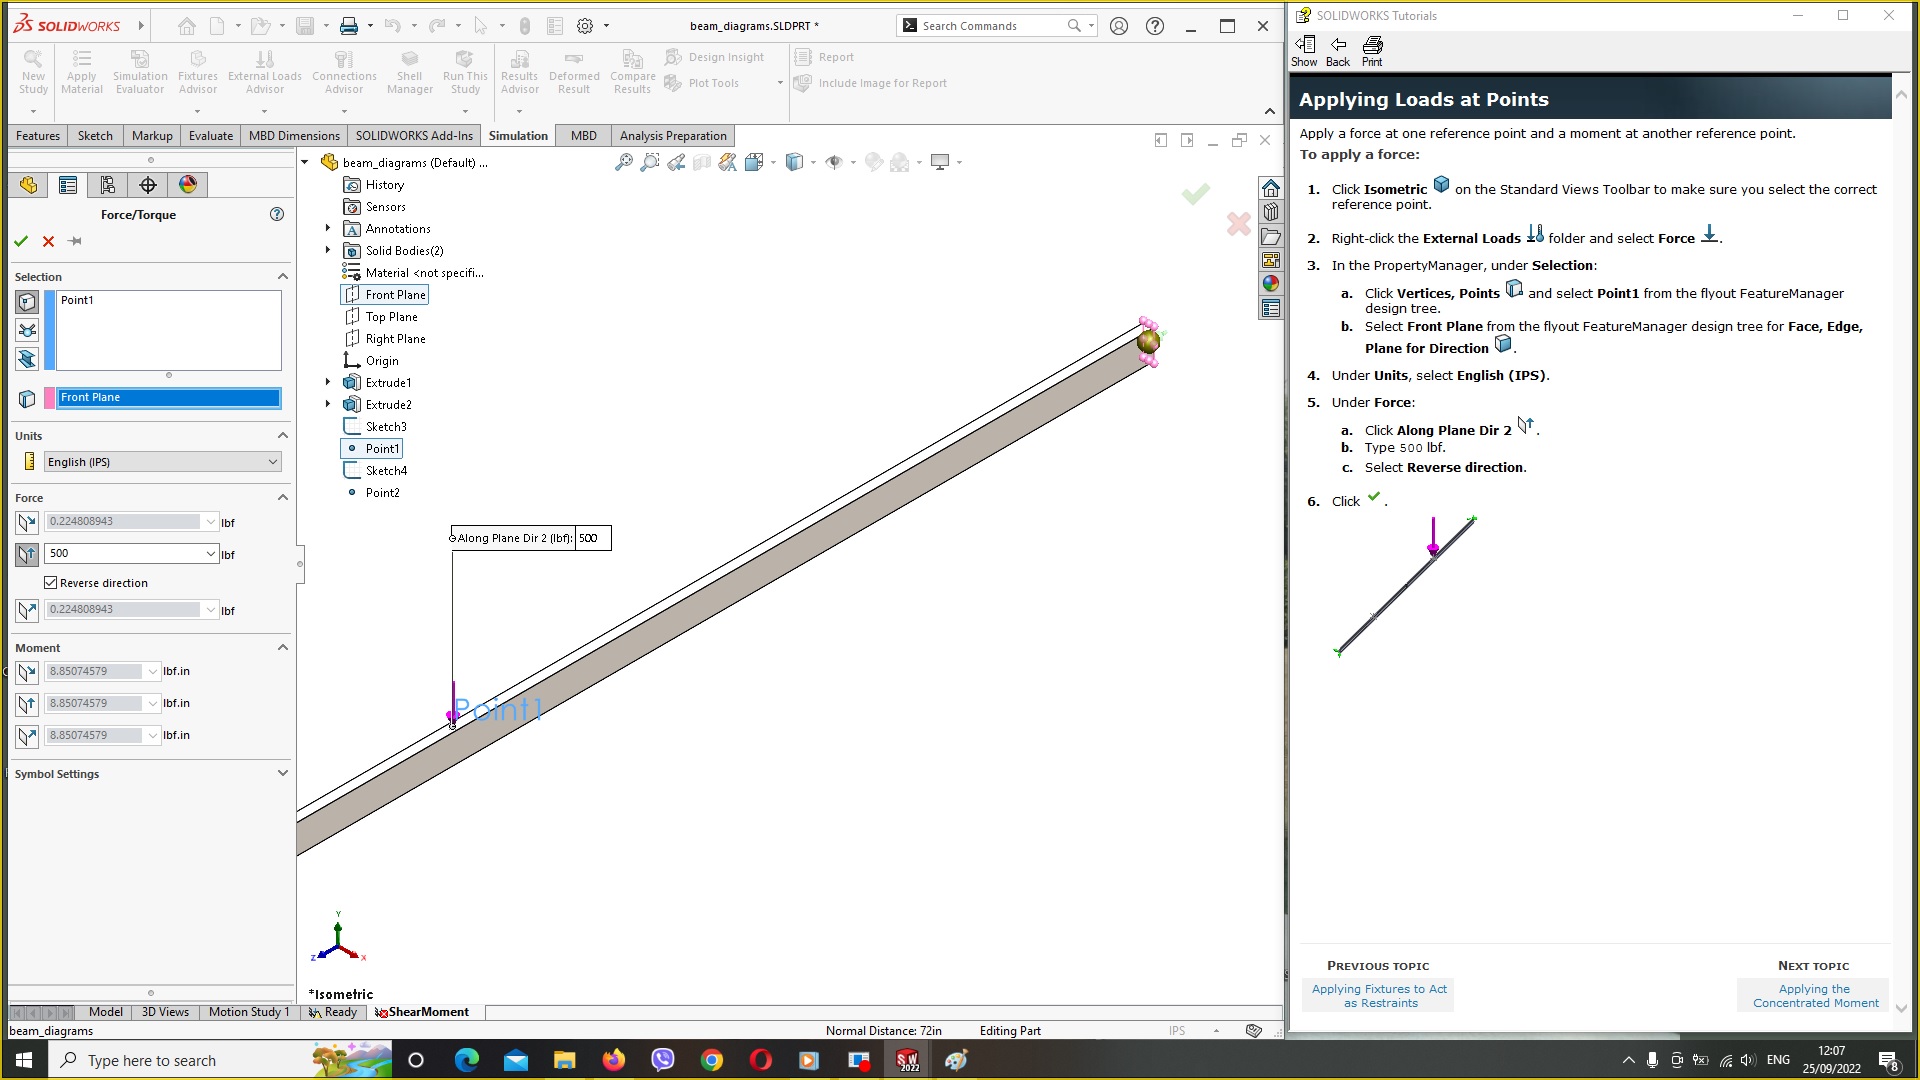 SOLIDWORKS
beam_diagrams.SLDPRT *
Search Commands
New Study
Apply Material
Simulation Evaluator
Fixtures Advisor
External Loads Advisor
Connections Advisor
Shell Manager
Run This Study
Results Advisor
Deformed Result
Compare Results
Design Insight
Plot Tools
Report
Include Image for Report
Features
Sketch
Markup
Evaluate
MBD Dimensions
SOLIDWORKS Add-Ins
Simulation
MBD
Analysis Preparation
Force/Torque
Selection
Point1
Front Plane
Units
English (IPS)
Force
0.224808943 lbf
500 lbf
Reverse direction
0.224808943 lbf
Moment
8.85074579 lbf.in
8.85074579 lbf.in
8.85074579 lbf.in
Symbol Settings
beam_diagrams (Default) ...
History
Sensors
Annotations
Solid Bodies(2)
Material <not specifi...
Front Plane
Top Plane
Right Plane
Origin
Extrude1
Extrude2
Sketch3
Point1
Sketch4
Point2
Along Plane Dir 2 (lbf): 500
Point1
Y
Z
X
*Isometric
Model
3D Views
Motion Study 1
Ready
ShearMoment
beam_diagrams
Normal Distance: 72in
Editing Part
IPS
SOLIDWORKS Tutorials
Show
Back
Print
Applying Loads at Points
Apply a force at one reference point and a moment at another reference point.
To apply a force:
1. Click Isometric on the Standard Views Toolbar to make sure you select the correct
reference point.
2. Right-click the External Loads folder and select Force .
3. In the PropertyManager, under Selection:
a. Click Vertices, Points and select Point1 from the flyout FeatureManager
design tree.
b. Select Front Plane from the flyout FeatureManager design tree for Face, Edge,
Plane for Direction .
4. Under Units, select English (IPS).
5. Under Force:
a. Click Along Plane Dir 2 .
b. Type 500 lbf.
c. Select Reverse direction.
6. Click .
PREVIOUS TOPIC
Applying Fixtures to Act
as Restraints
NEXT TOPIC
Applying the
Concentrated Moment
Type here to search
SW
2022
ENG
12:07
25/09/2022
8